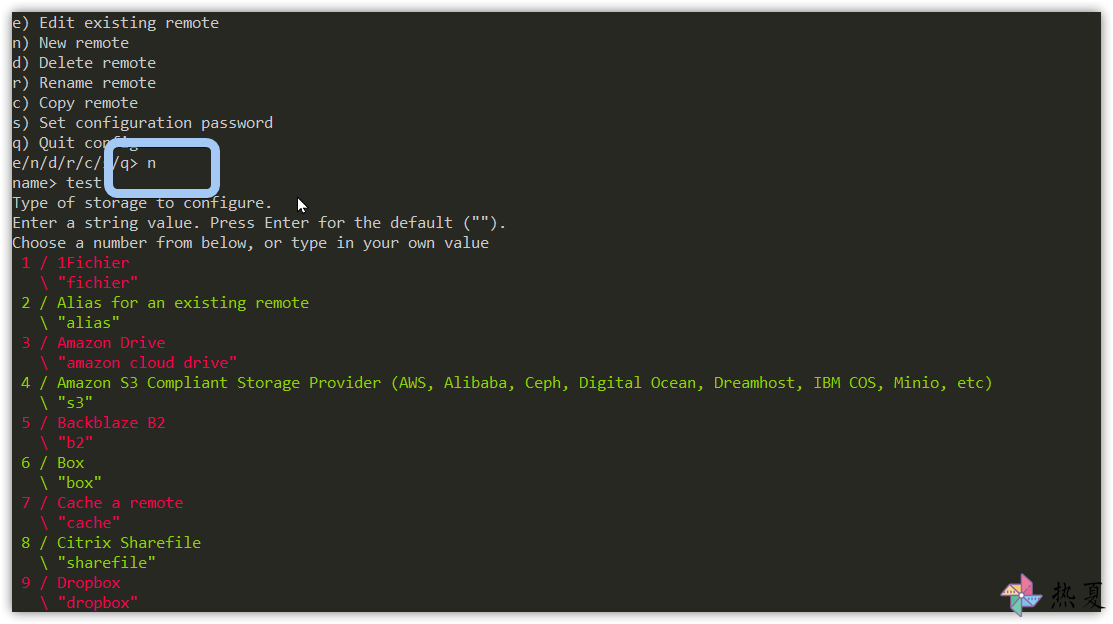 e) Edit existing remote
n) New remote
d) Delete remote
r) Rename remote
c) Copy remote
s) Set configuration password
q) Quit config
e/n/d/r/c/s/q> n
name> test
Type of storage to configure.
Enter a string value. Press Enter for the default ("").
Choose a number from below, or type in your own value
1 / 1Fichier
\ "fichier"
2 / Alias for an existing remote
\ "alias"
3 / Amazon Drive
\ "amazon cloud drive"
4 / Amazon S3 Compliant Storage Provider (AWS, Alibaba, Ceph, Digital Ocean, Dreamhost, IBM COS, Minio, etc)
\ "s3"
5 / Backblaze B2
\ "b2"
6 / Box
\ "box"
7 / Cache a remote
\ "cache"
8 / Citrix Sharefile
\ "sharefile"
9 / Dropbox
\ "dropbox"
热夏